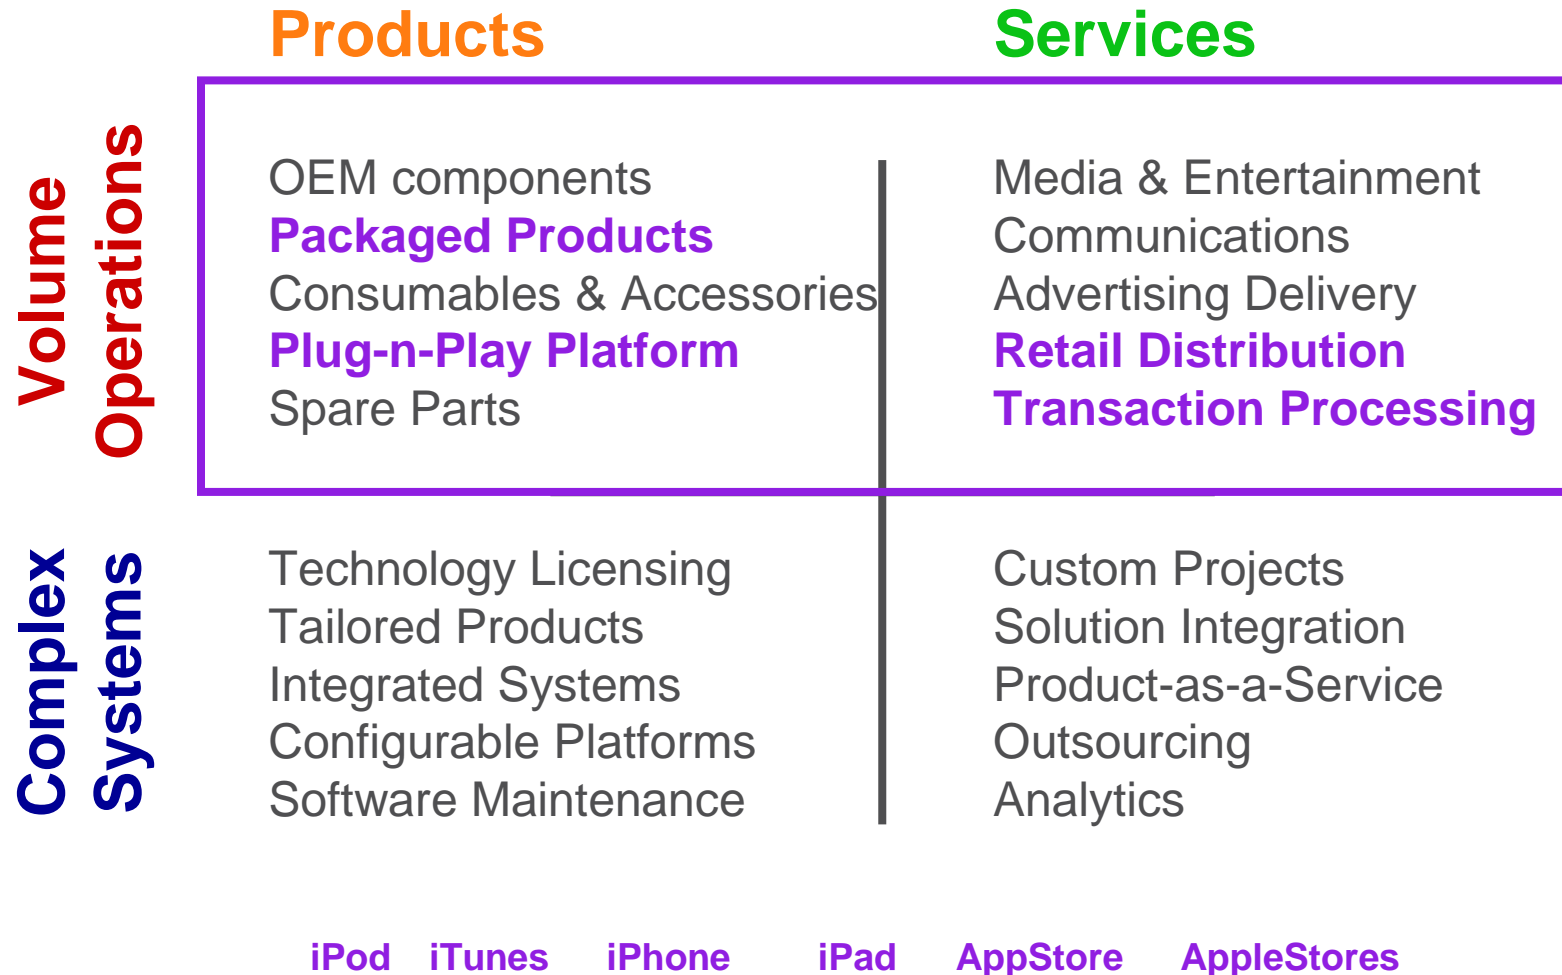 Products Services
Volume
Operations
OEM components
Packaged Products
Consumables & Accessories
Plug-n-Play Platform
Spare Parts
Media & Entertainment
Communications
Advertising Delivery
Retail Distribution
Transaction Processing
Complex
Systems
Technology Licensing
Tailored Products
Integrated Systems
Configurable Platforms
Software Maintenance
Custom Projects
Solution Integration
Product-as-a-Service
Outsourcing
Analytics
iPod iTunes iPhone iPad AppStore AppleStores